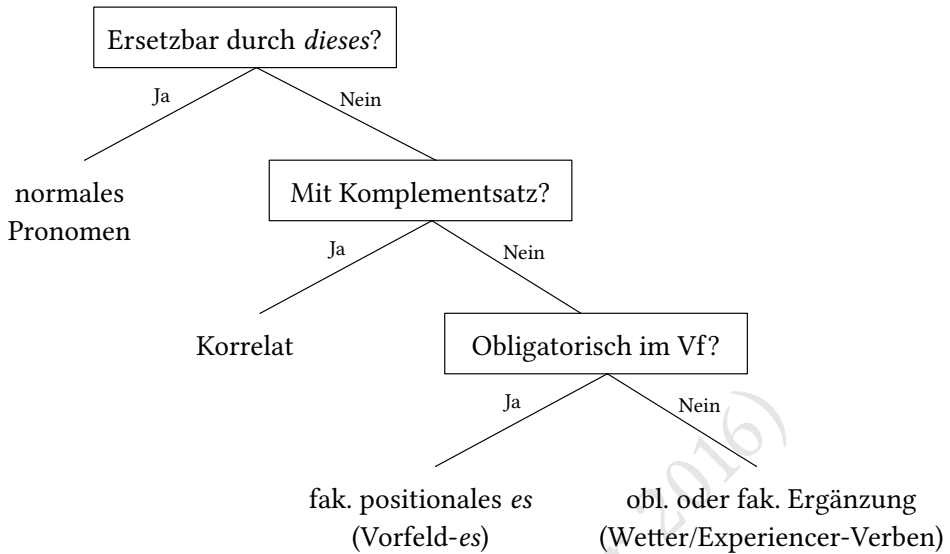 Ersetzbar durch dieses?
Ja
Nein
normales
Pronomen
Mit Komplementsatz?
Ja
Nein
Korrelat
Obligatorisch im Vf?
Ja
Nein
fak. positionales es
(Vorfeld-es)
obl. oder fak. Ergänzung
(Wetter/Experiencer-Verben)
2016)